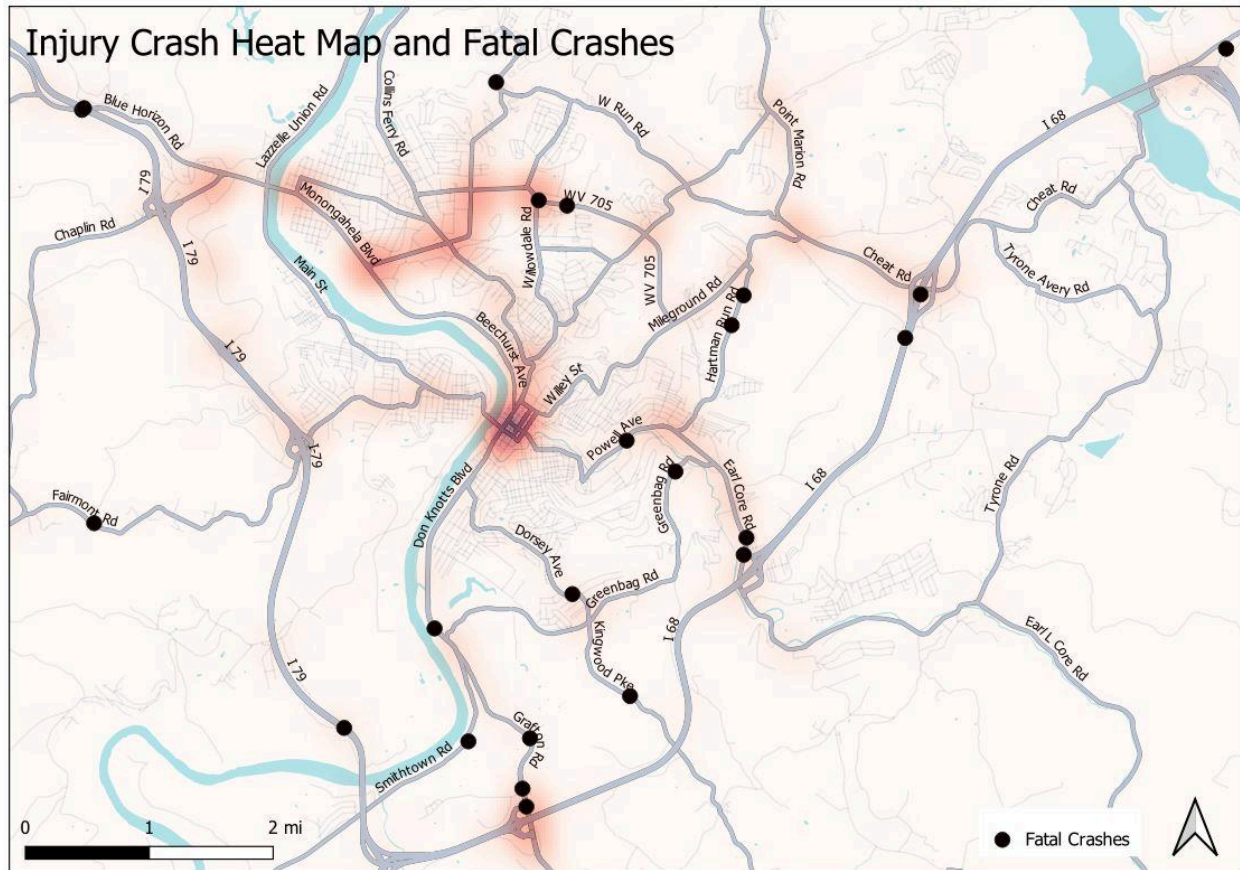 Injury Crash Heat Map and Fatal Crashes
Blue Horizon Rd
Lazzelle Union Rd
Collins Ferry Rd
W Run Rd
Point Marion Rd
I 68
I 79
Chaplin Rd
Monongahela Blvd
WV 705
Willowdale Rd
Cheat Rd
Cheat Rd
Tyrone Avery Rd
I 79
Main St
WV 705
Mileground Rd
Hartman Run Rd
Beechurst Ave
Willey St
I 79
I-79
Powell Ave
Greenbag Rd
Earl Core Rd
I 68
Tyrone Rd
Fairmont Rd
Don Knotts Blvd
Dorsey Ave
Greenbag Rd
Kingwood Pke
I 68
Earl L Core Rd
I 79
Grafton Rd
Smithtown Rd
0 1 2 mi
Fatal Crashes